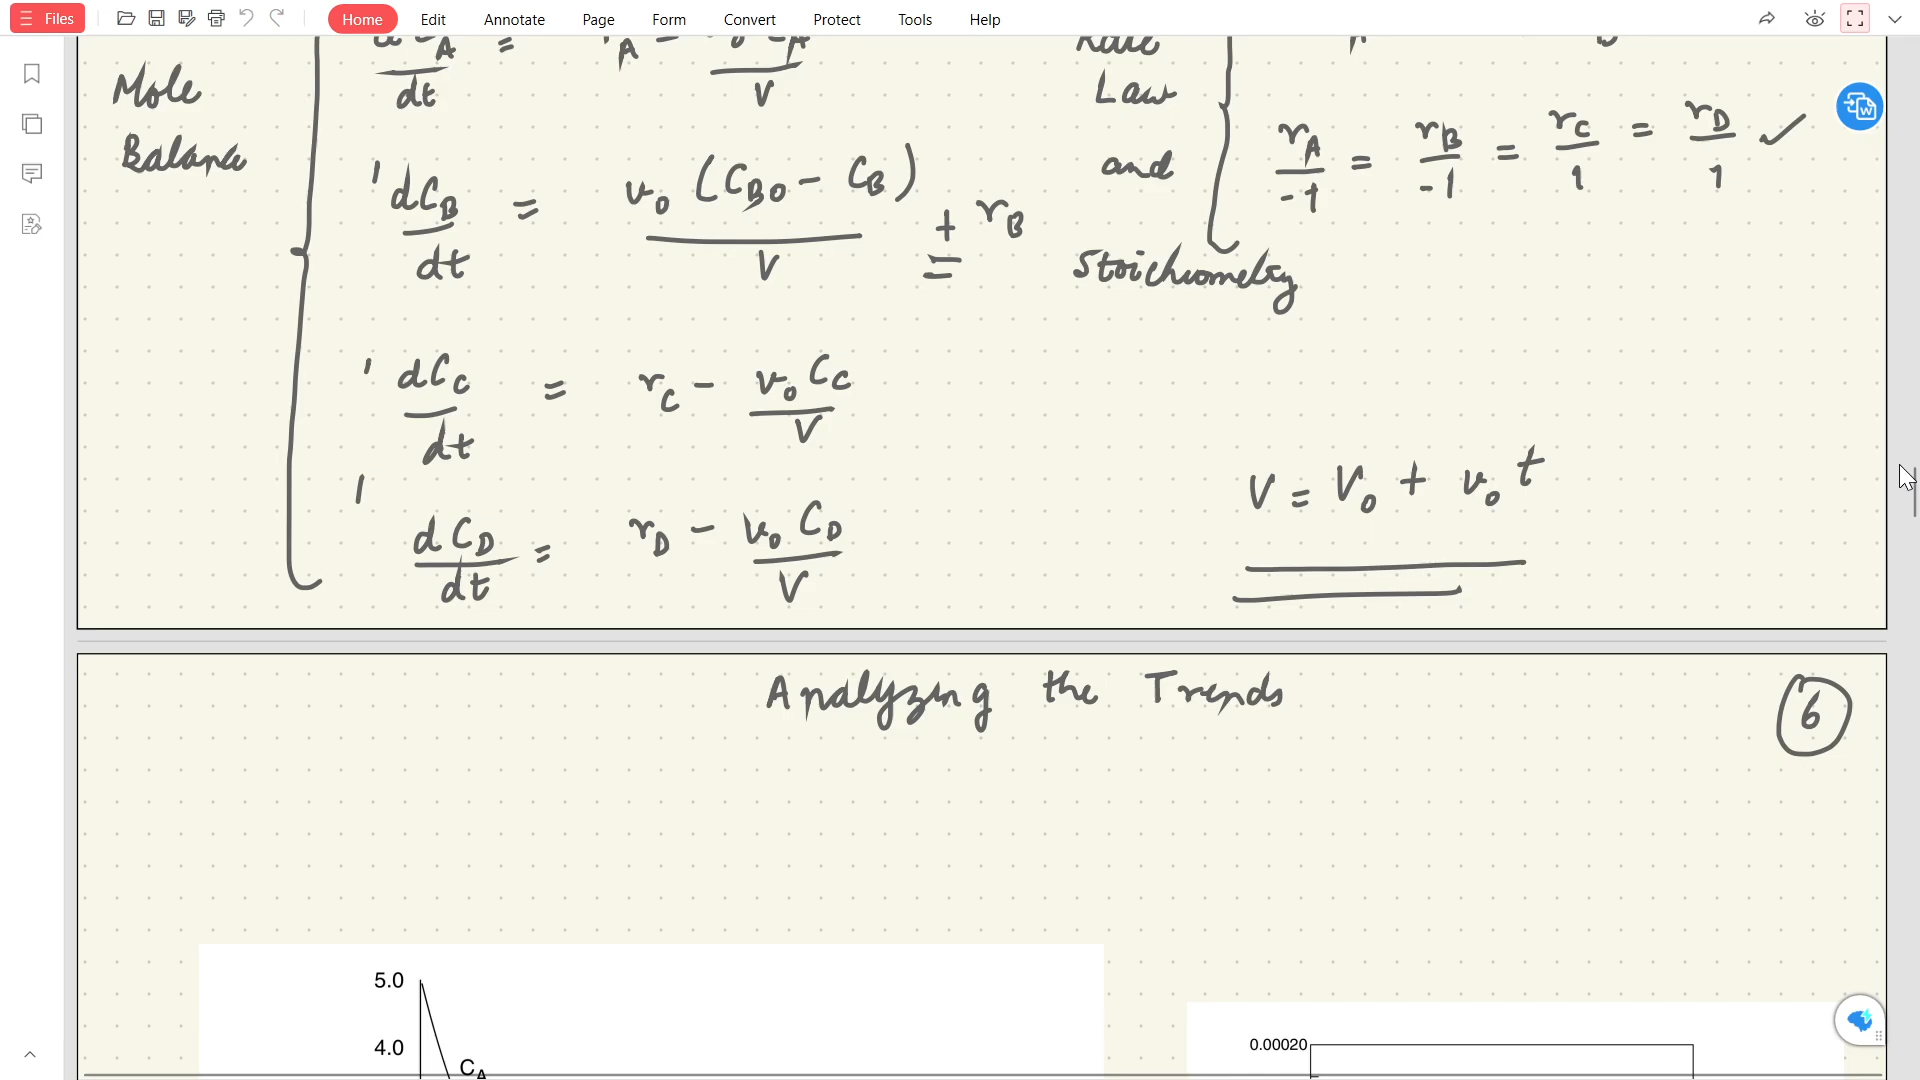 Files Home Edit Annotate Page Form Convert Protect Tools Help
Mole
Balance
dt
V
dC_B/dt = v_0 (C_B0 - C_B)/V + r_B
dC_C/dt = r_C - v_0 C_C/V
dC_D/dt = r_D - v_0 C_D/V
Rate
Law
and
Stoichiometry
r_A/-1 = r_B/-1 = r_C/1 = r_D/1 ✓
V = V_0 + v_0 t
Analyzing the Trends
6
5.0
4.0
C_A
0.00020